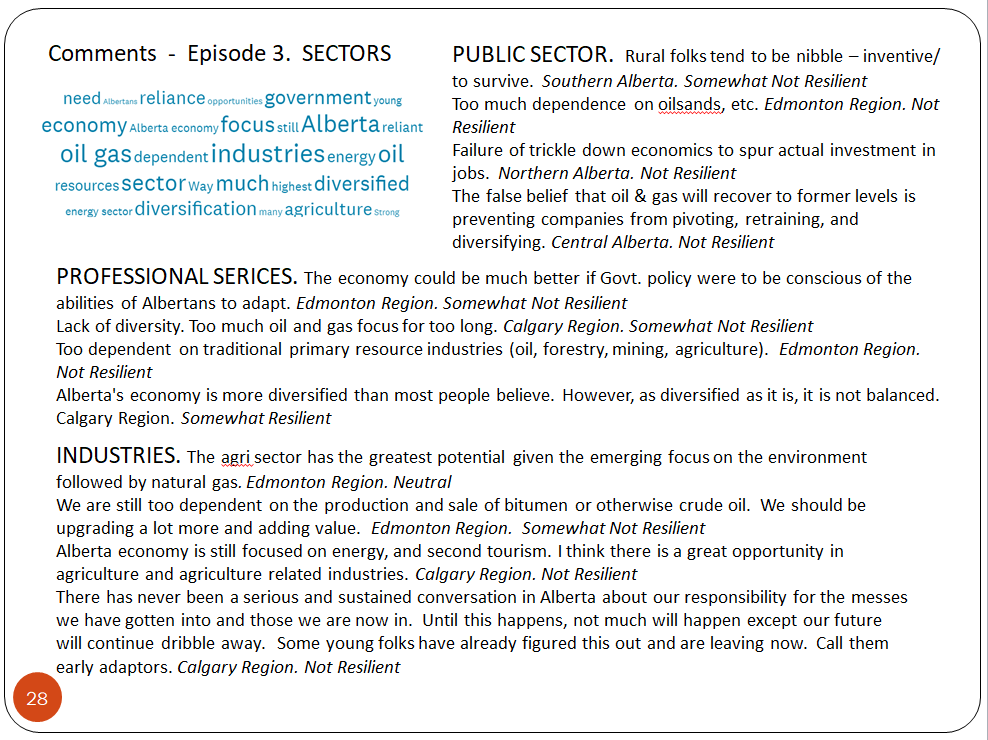 Comments - Episode 3. SECTORS
need Albertans reliance opportunities government young
economy Alberta economy focus still Alberta reliant
oil gas dependent industries energy oil
resources sector Way much highest diversified
energy sector diversification many agriculture Strong
PUBLIC SECTOR. Rural folks tend to be nibble – inventive/
to survive. Southern Alberta. Somewhat Not Resilient
Too much dependence on oilsands, etc. Edmonton Region. Not
Resilient
Failure of trickle down economics to spur actual investment in
jobs. Northern Alberta. Not Resilient
The false belief that oil & gas will recover to former levels is
preventing companies from pivoting, retraining, and
diversifying. Central Alberta. Not Resilient
PROFESSIONAL SERICES. The economy could be much better if Govt. policy were to be conscious of the
abilities of Albertans to adapt. Edmonton Region. Somewhat Not Resilient
Lack of diversity. Too much oil and gas focus for too long. Calgary Region. Somewhat Not Resilient
Too dependent on traditional primary resource industries (oil, forestry, mining, agriculture). Edmonton Region.
Not Resilient
Alberta's economy is more diversified than most people believe. However, as diversified as it is, it is not balanced.
Calgary Region. Somewhat Resilient
INDUSTRIES. The agri sector has the greatest potential given the emerging focus on the environment
followed by natural gas. Edmonton Region. Neutral
We are still too dependent on the production and sale of bitumen or otherwise crude oil. We should be
upgrading a lot more and adding value. Edmonton Region. Somewhat Not Resilient
Alberta economy is still focused on energy, and second tourism. I think there is a great opportunity in
agriculture and agriculture related industries. Calgary Region. Not Resilient
There has never been a serious and sustained conversation in Alberta about our responsibility for the messes
we have gotten into and those we are now in. Until this happens, not much will happen except our future
will continue dribble away. Some young folks have already figured this out and are leaving now. Call them
early adaptors. Calgary Region. Not Resilient
28